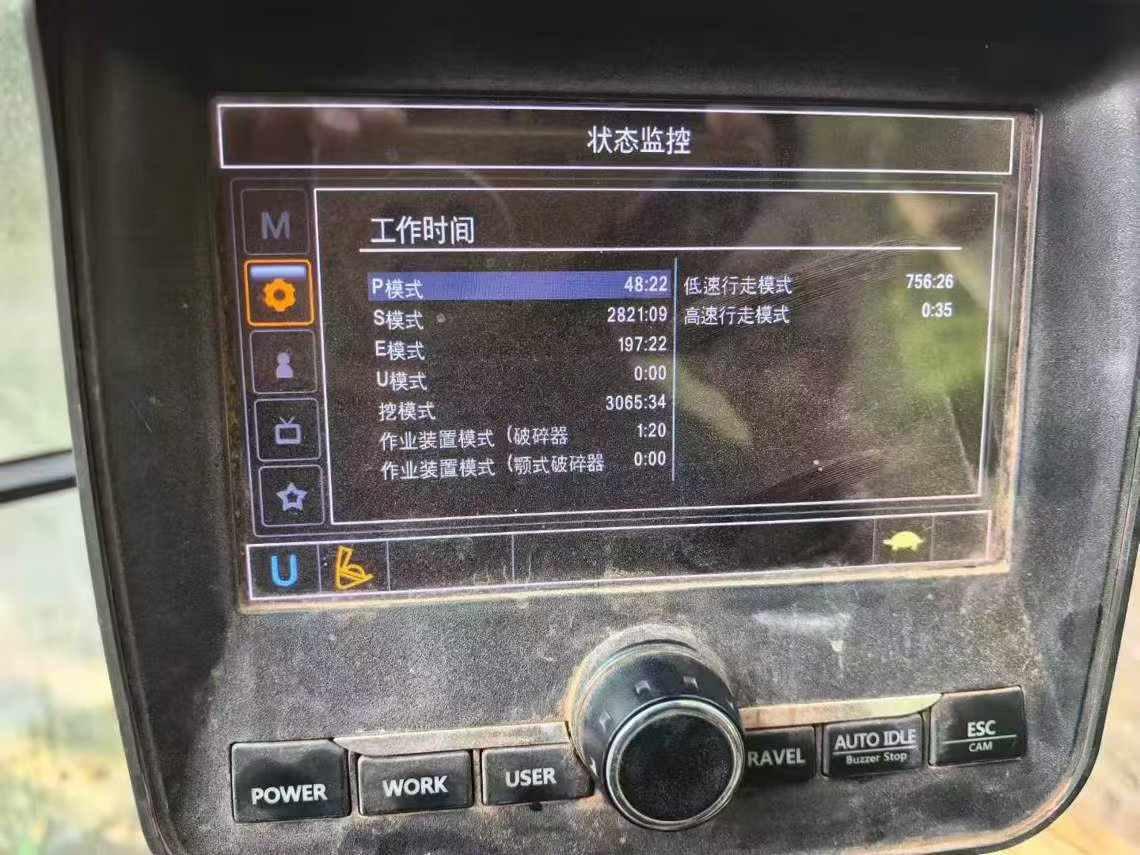 状态监控
M
工作时间
P模式 48:22
S模式 2821:09
E模式 197:22
U模式 0:00
挖模式 3065:34
作业装置模式（破碎器 1:20
作业装置模式（颚式破碎器 0:00
低速行走模式 756:26
高速行走模式 0:35
U
POWER
WORK
USER
RAVEL
AUTO IDLE
Buzzer Stop
ESC
CAM